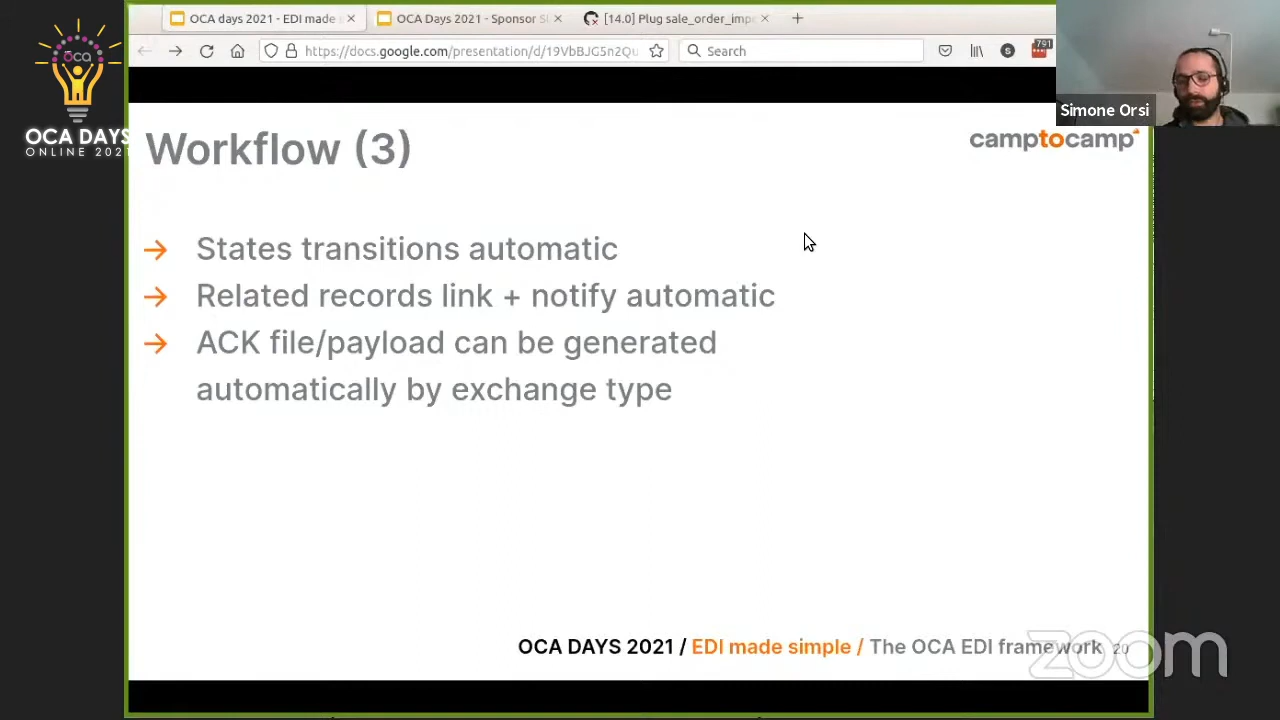 OCA days 2021 - EDI made s
OCA Days 2021 - Sponsor S
[14.0] Plug sale_order_imp
https://docs.google.com/presentation/d/19VbBJG5n2Qu
Search
791
S
oca
OCA DAYS
ONLINE 2021
Simone Orsi
Workflow (3)
camptocamp
→ States transitions automatic
→ Related records link + notify automatic
→ ACK file/payload can be generated
automatically by exchange type
OCA DAYS 2021 / EDI made simple / The OCA EDI framework 20
zoom